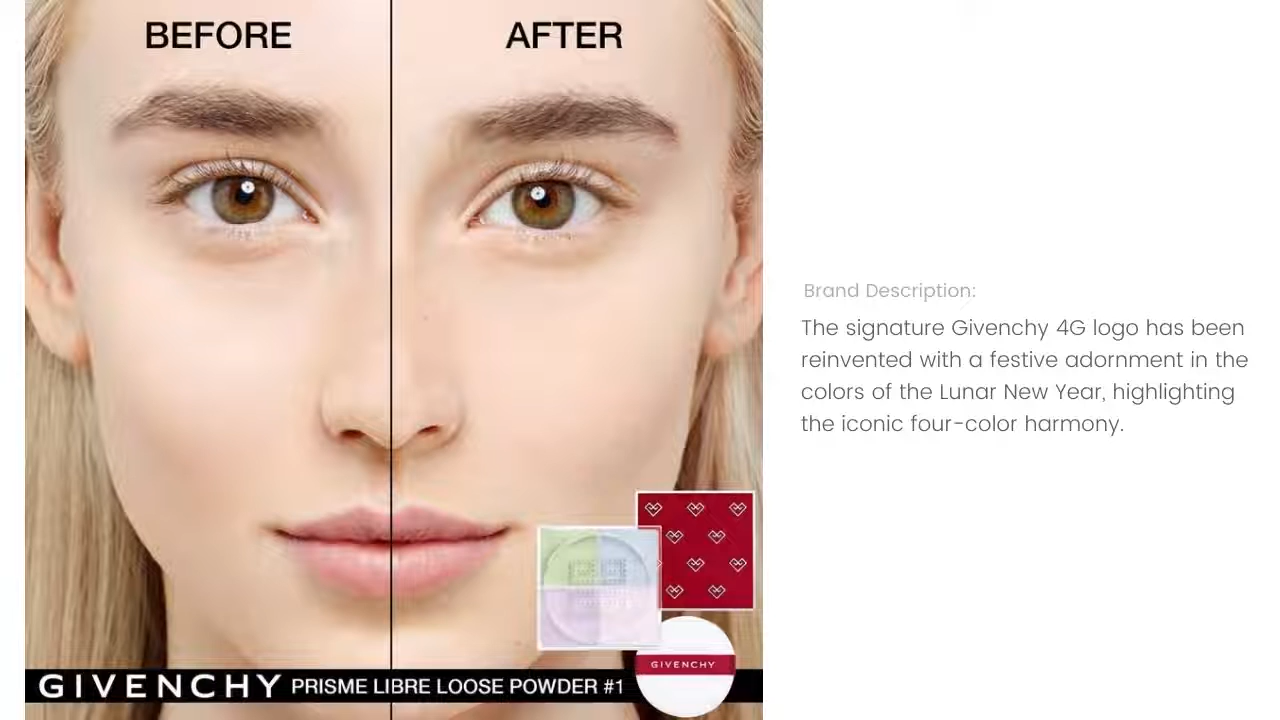 BEFORE
AFTER
Brand Description:
The signature Givenchy 4G logo has been
reinvented with a festive adornment in the
colors of the Lunar New Year, highlighting
the iconic four-color harmony.
GIVENCHY
GIVENCHY PRISME LIBRE LOOSE POWDER #1